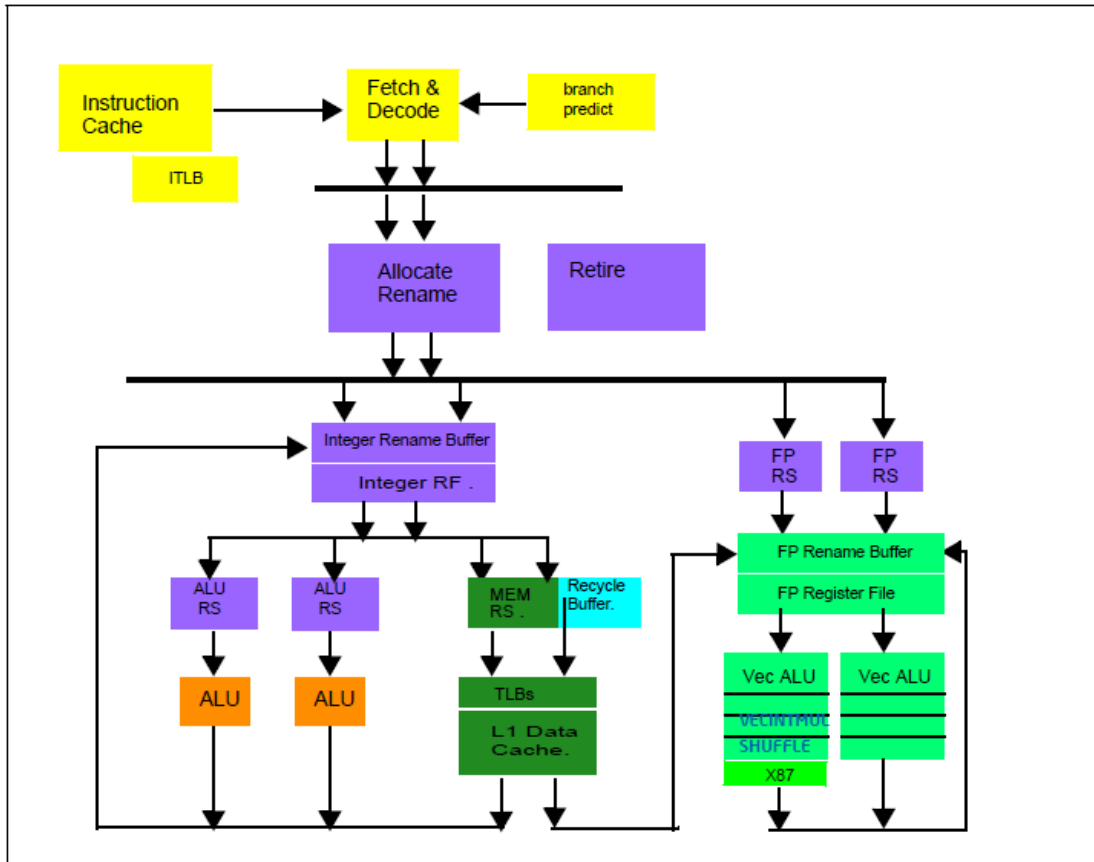 Instruction
Cache
ITLB
Fetch &
Decode
branch
predict
Allocate
Rename
Retire
Integer Rename Buffer
Integer RF .
FP
RS
FP
RS
ALU
RS
ALU
RS
MEM
RS .
Recycle
Buffer.
FP Rename Buffer
FP Register File
ALU
ALU
TLBs
L1 Data
Cache.
Vec ALU
VECINTMUL
SHUFFLE
X87
Vec ALU